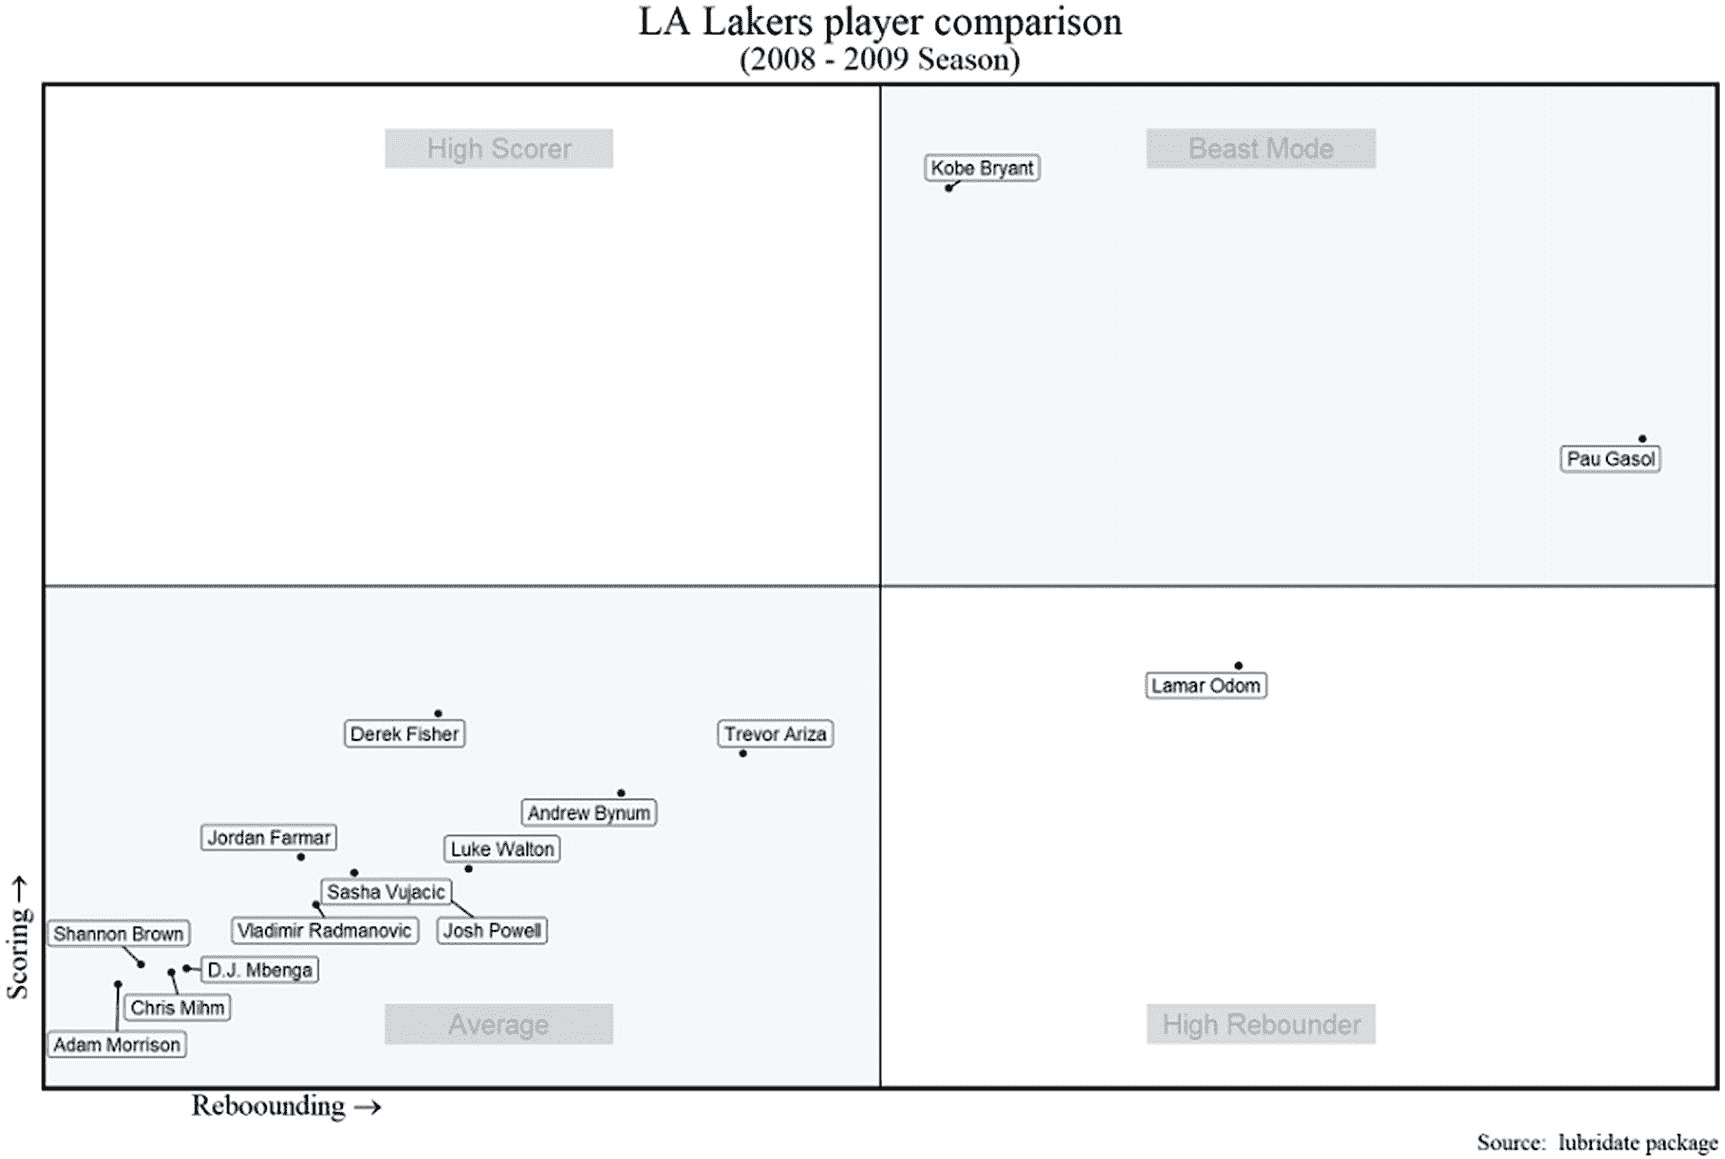 LA Lakers player comparison
(2008 - 2009 Season)
High Scorer
Beast Mode
Kobe Bryant
Pau Gasol
Lamar Odom
Derek Fisher
Trevor Ariza
Andrew Bynum
Jordan Farmar
Luke Walton
Sasha Vujacic
Vladimir Radmanovic
Josh Powell
Shannon Brown
D.J. Mbenga
Chris Mihm
Adam Morrison
Average
High Rebounder
Scoring →
Reboounding →
Source: lubridate package